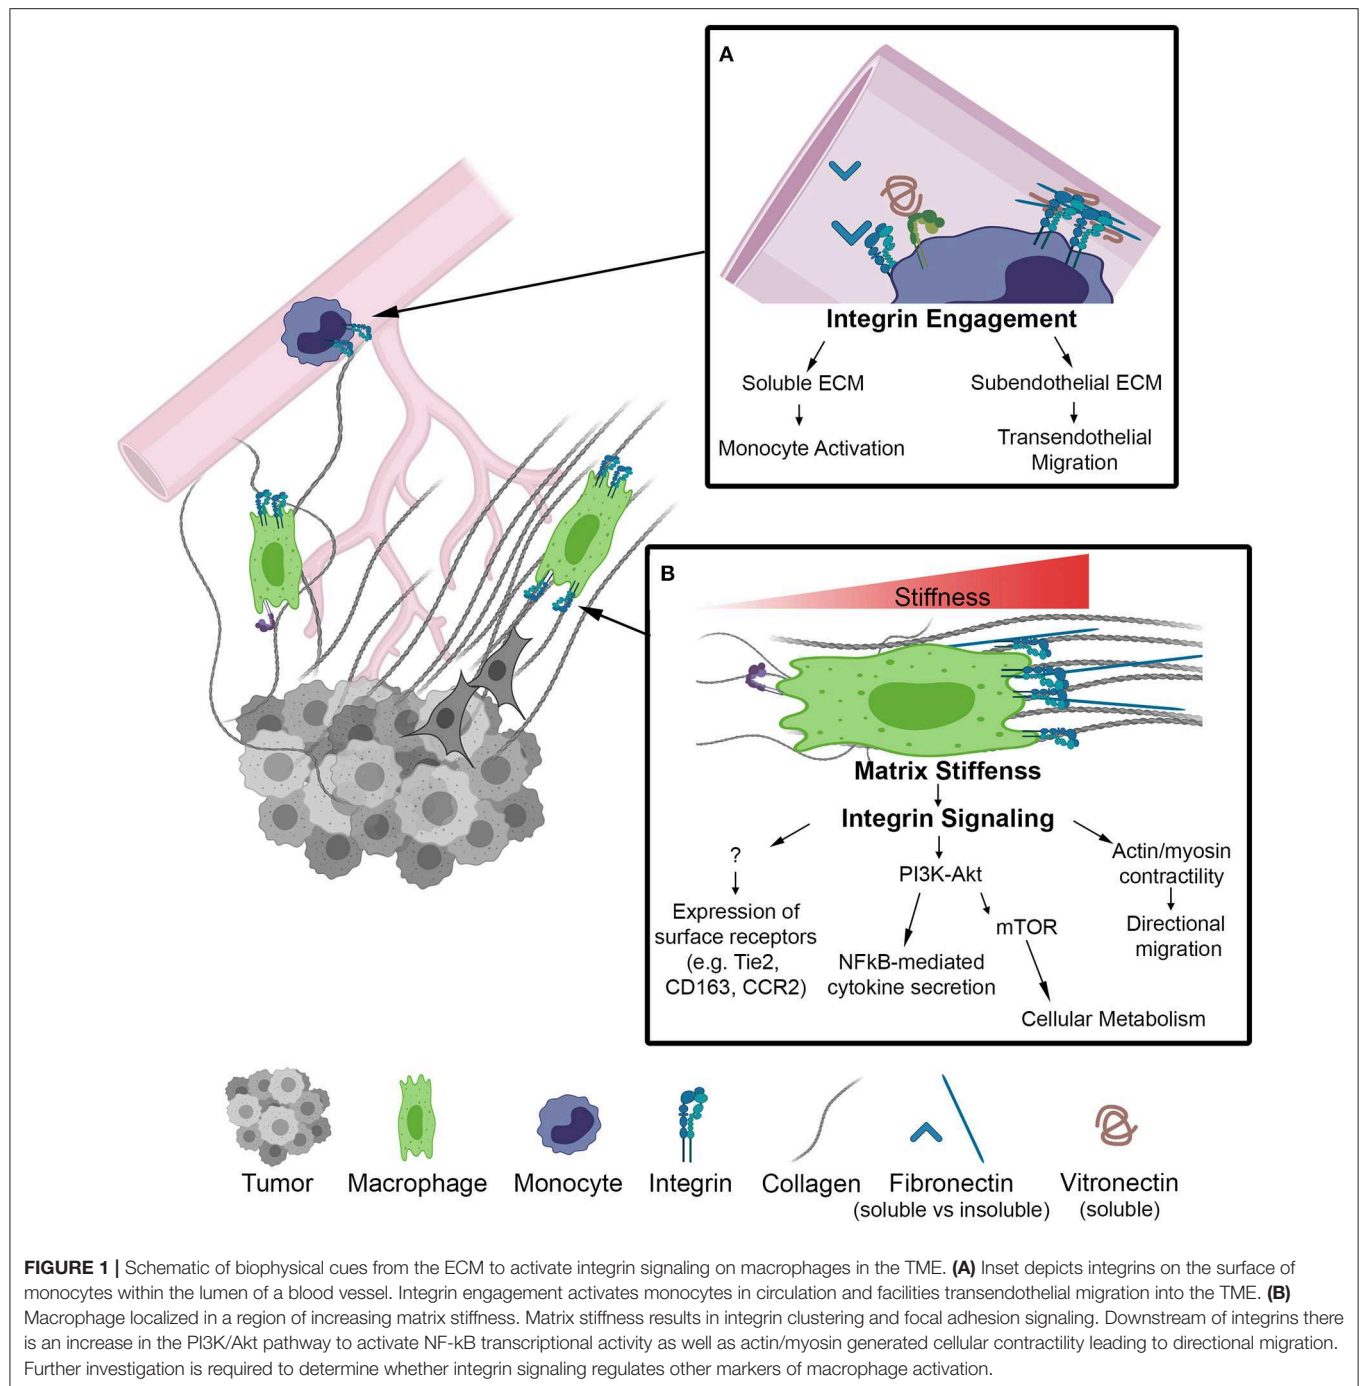 A
Integrin Engagement
Soluble ECM
Subendothelial ECM
Monocyte Activation
Transendothelial
Migration
B
Stiffness
Matrix Stiffenss
Integrin Signaling
?
Expression of
surface receptors
(e.g. Tie2,
CD163, CCR2)
PI3K-Akt
NFkB-mediated
cytokine secretion
mTOR
Cellular Metabolism
Actin/myosin
contractility
Directional
migration
Tumor
Macrophage
Monocyte
Integrin
Collagen
Fibronectin
(soluble vs insoluble)
Vitronectin
(soluble)
FIGURE 1 | Schematic of biophysical cues from the ECM to activate integrin signaling on macrophages in the TME. (A) Inset depicts integrins on the surface of
monocytes within the lumen of a blood vessel. Integrin engagement activates monocytes in circulation and facilities transendothelial migration into the TME. (B)
Macrophage localized in a region of increasing matrix stiffness. Matrix stiffness results in integrin clustering and focal adhesion signaling. Downstream of integrins there
is an increase in the PI3K/Akt pathway to activate NF-kB transcriptional activity as well as actin/myosin generated cellular contractility leading to directional migration.
Further investigation is required to determine whether integrin signaling regulates other markers of macrophage activation.